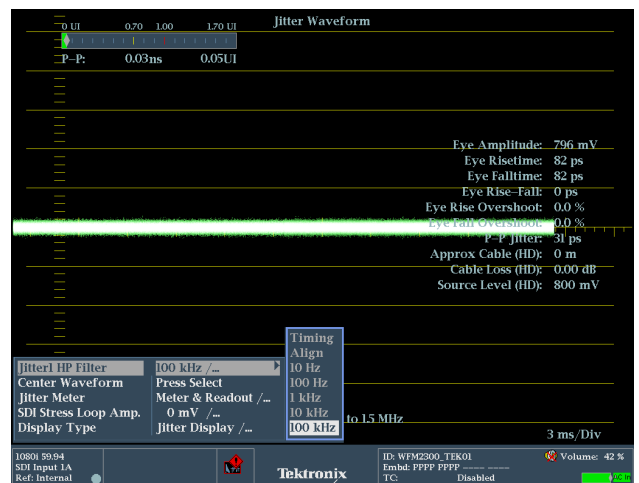 Jitter Waveform
0 UI 0.70 1.00 1.70 UI
P-P: 0.03ns 0.05UI
Eye Amplitude: 796 mV
Eye Risetime: 82 ps
Eye Falltime: 82 ps
Eye Rise-Fall: 0 ps
Eye Rise Overshoot: 0.0 %
Eye Fall Overshoot: 0.0 %
P-P Jitter: 31 ps
Approx Cable (HD): 0 m
Cable Loss (HD): 0.00 dB
Source Level (HD): 800 mV
Timing
Align
Jitter1 HP Filter 100 kHz /... 10 Hz
Center Waveform Press Select 100 Hz
Jitter Meter Meter & Readout /... 1 kHz
SDI Stress Loop Amp. 0 mV /... 10 kHz
Display Type Jitter Display /... 100 kHz
to 1.5 MHz
3 ms/Div
1080i 59.94
SDI Input 1A
Ref: Internal
Tektronix
ID: WFM2300_TEK01
Embd: PPPP PPPP ---- ----
TC: Disabled
Volume: 42 %
AC In